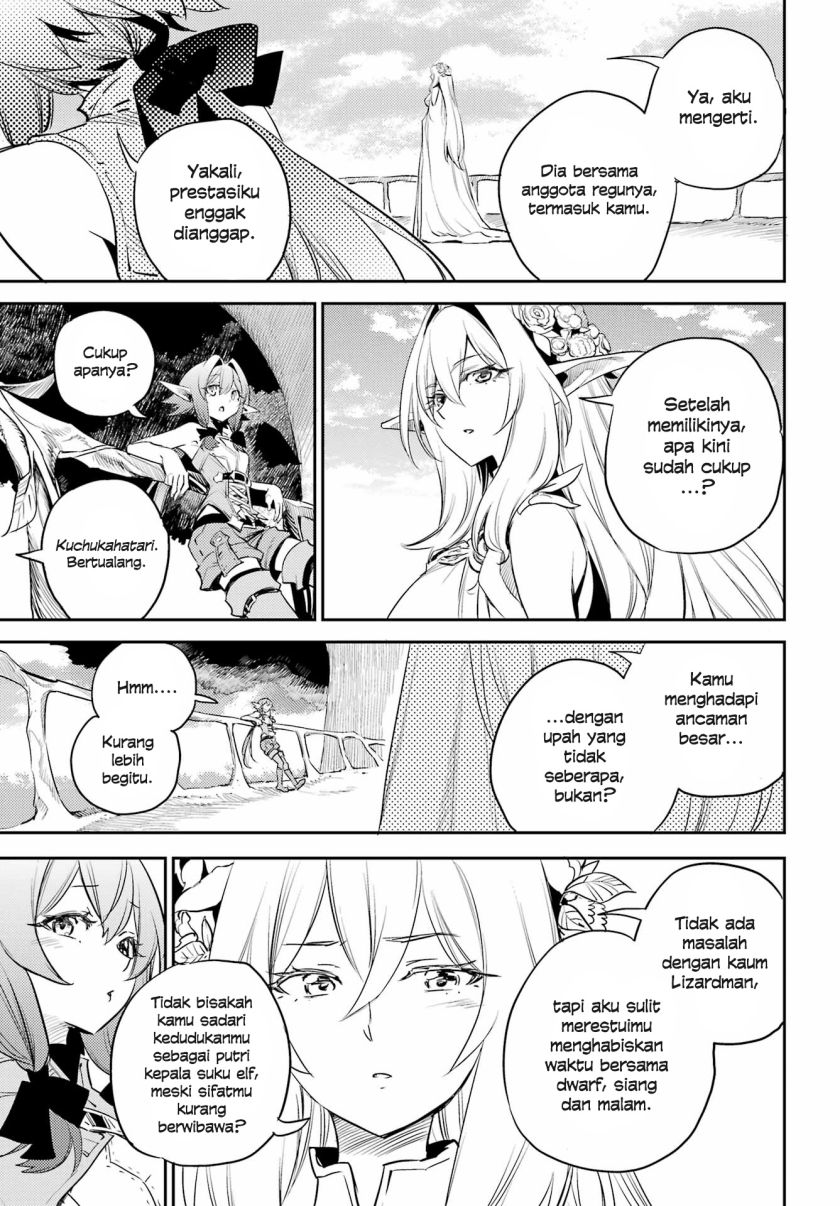 Ya, aku
mengerti.
Dia bersama
anggota regunya,
termasuk kamu.
Yakali,
prestasiku
enggak
dianggap.
Setelah
memilikinya,
apa kini
sudah cukup
...?
Cukup
apanya?
Kuchukahatari.
Bertualang.
Kamu
menghadapi
ancaman
besar...
...dengan
upah yang
tidak
seberapa,
bukan?
Hmm....
Kurang
lebih
begitu.
Tidak ada
masalah
dengan kaum
Lizardman,
tapi aku sulit
merestuimu
menghabiskan
waktu bersama
dwarf, siang
dan malam.
Tidak bisakah
kamu sadari
kedudukanmu
sebagai putri
kepala suku elf,
meski sifatmu
kurang
berwibawa?